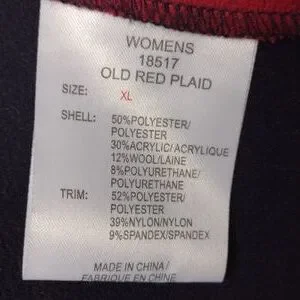 WOMENS
18517
OLD RED PLAID
SIZE: XL
SHELL: 50%POLYESTER/
POLYESTER
30%ACRYLIC/ACRYLIQUE
12%WOOL/LAINE
8%POLYURETHANE/
POLYURETHANE
TRIM: 52%POLYESTER/
POLYESTER
39%NYLON/NYLON
9%SPANDEX/SPANDEX
MADE IN CHINA/
FABRIQUE EN CHINE